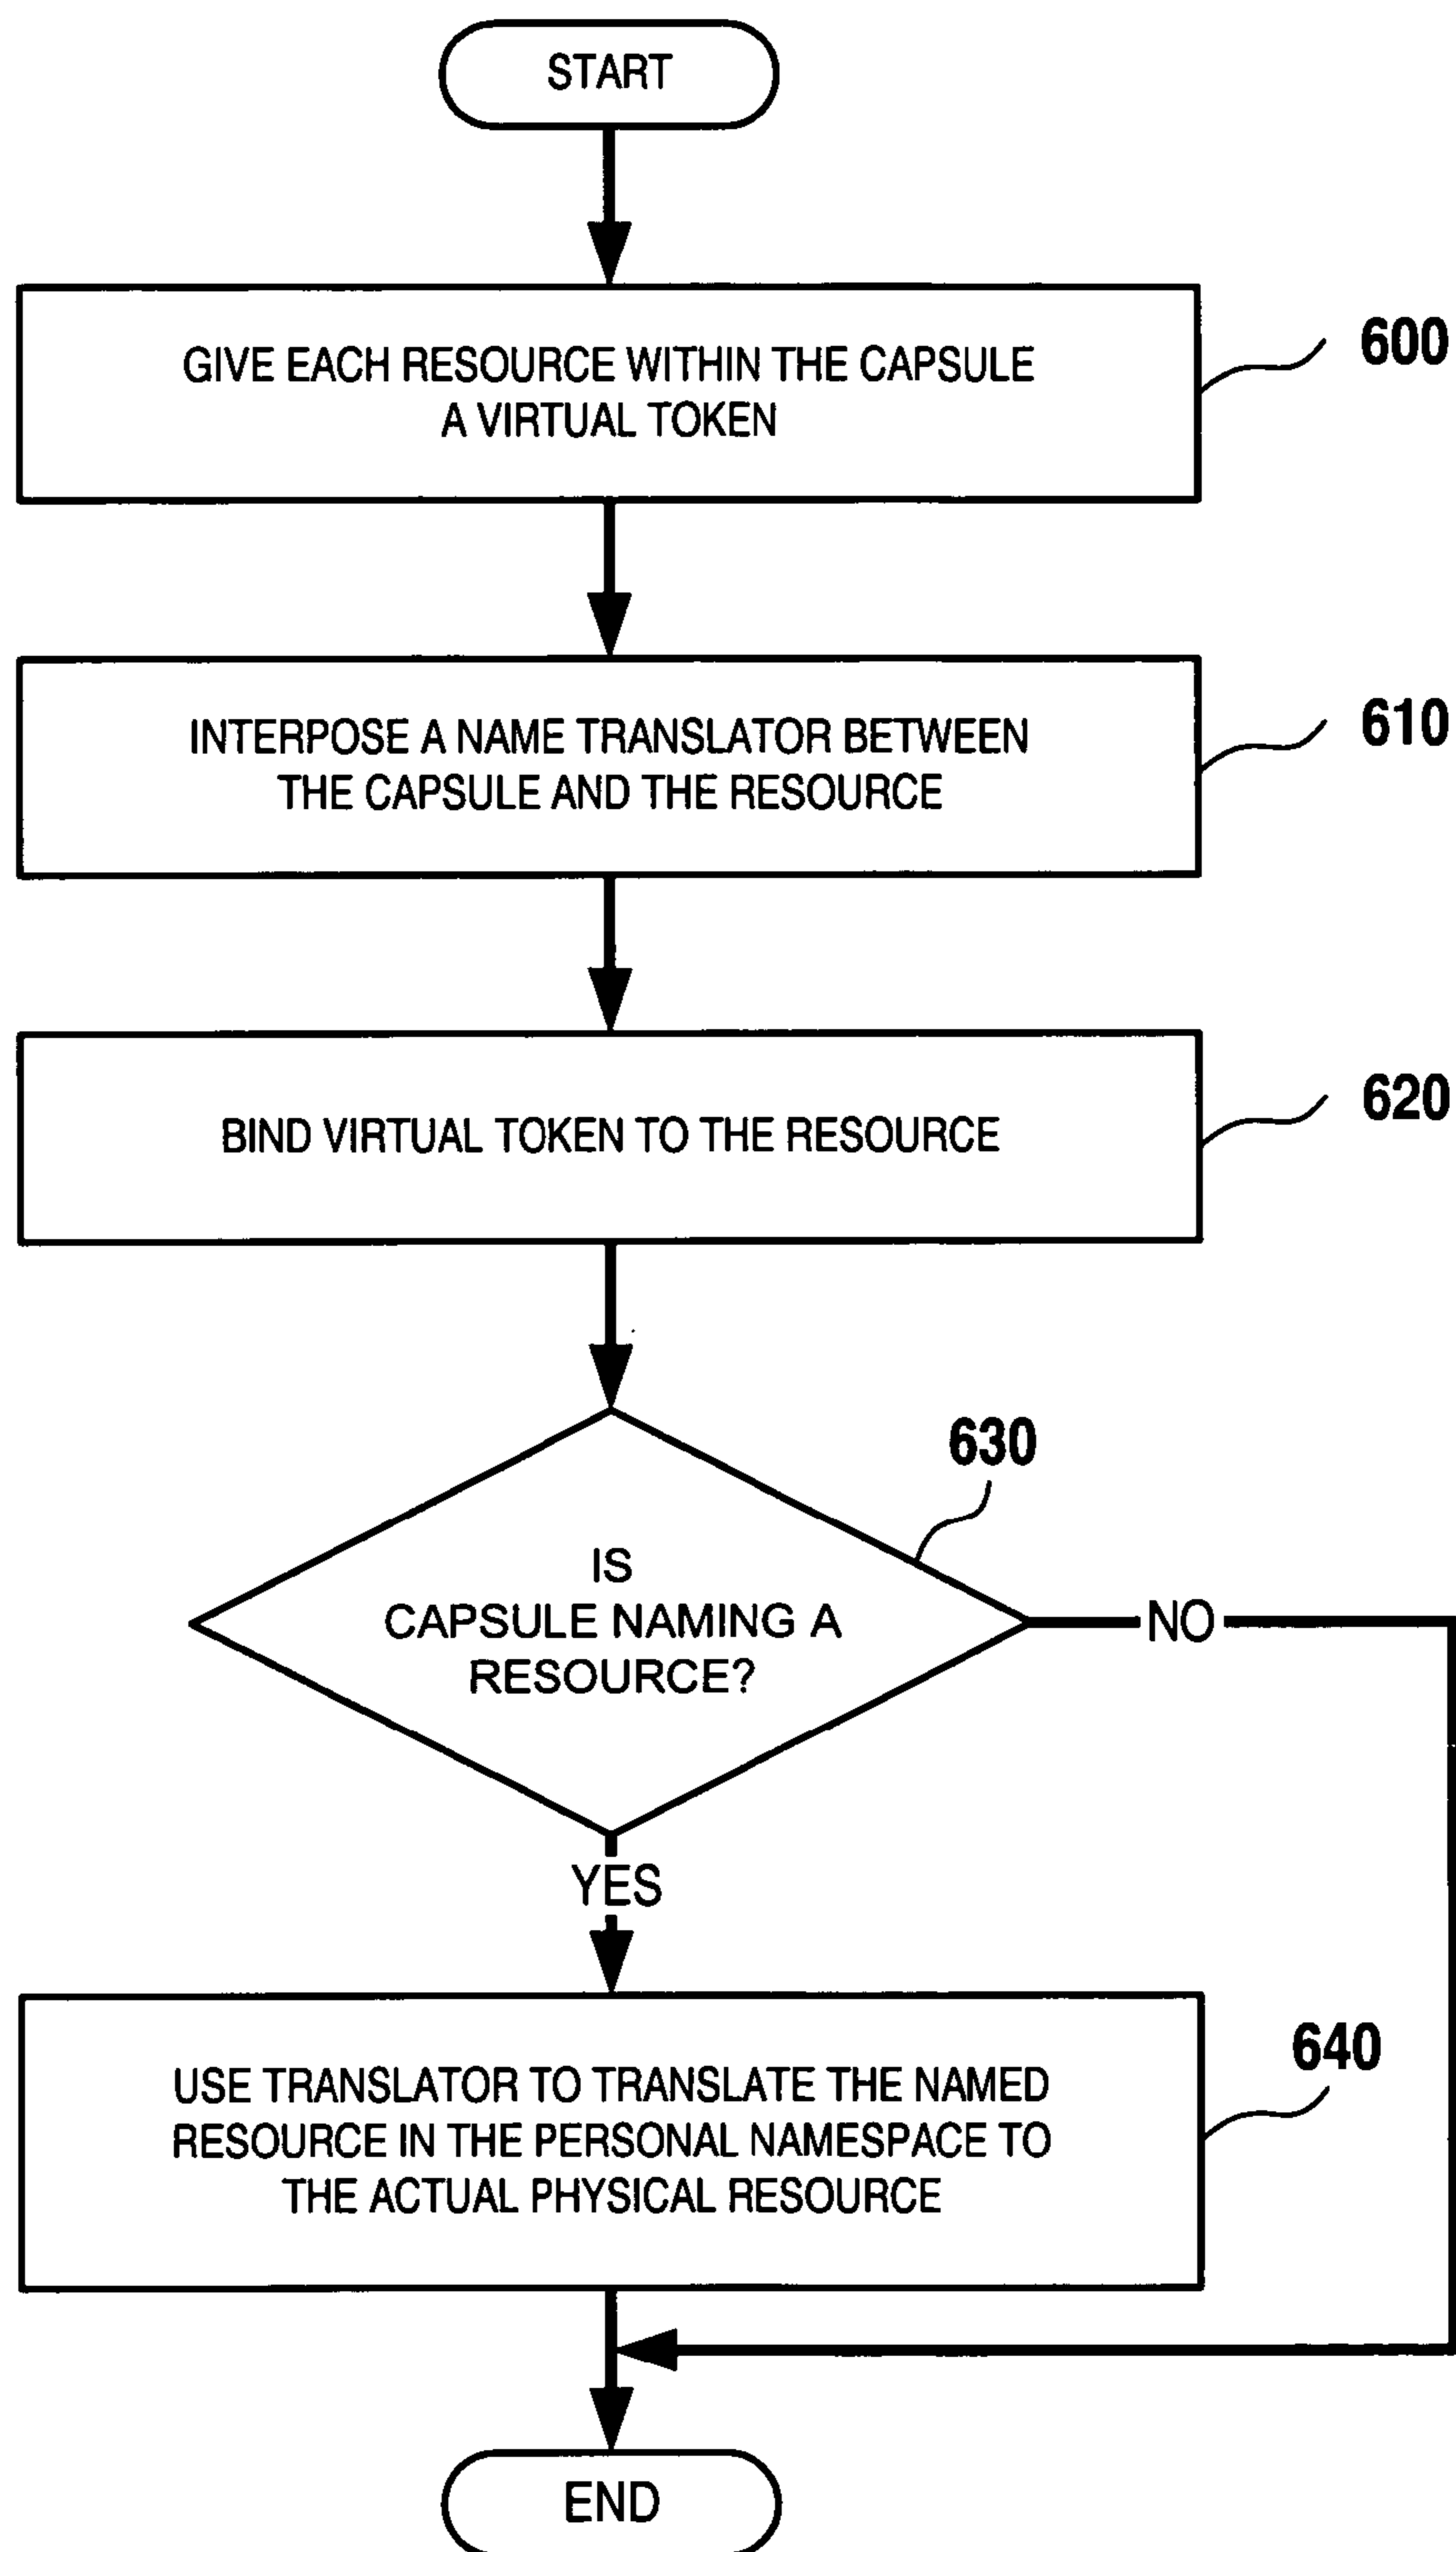 START
GIVE EACH RESOURCE WITHIN THE CAPSULE
A VIRTUAL TOKEN
600
INTERPOSE A NAME TRANSLATOR BETWEEN
THE CAPSULE AND THE RESOURCE
610
BIND VIRTUAL TOKEN TO THE RESOURCE
620
630
IS
CAPSULE NAMING A
RESOURCE?
NO
YES
USE TRANSLATOR TO TRANSLATE THE NAMED
RESOURCE IN THE PERSONAL NAMESPACE TO
THE ACTUAL PHYSICAL RESOURCE
640
END